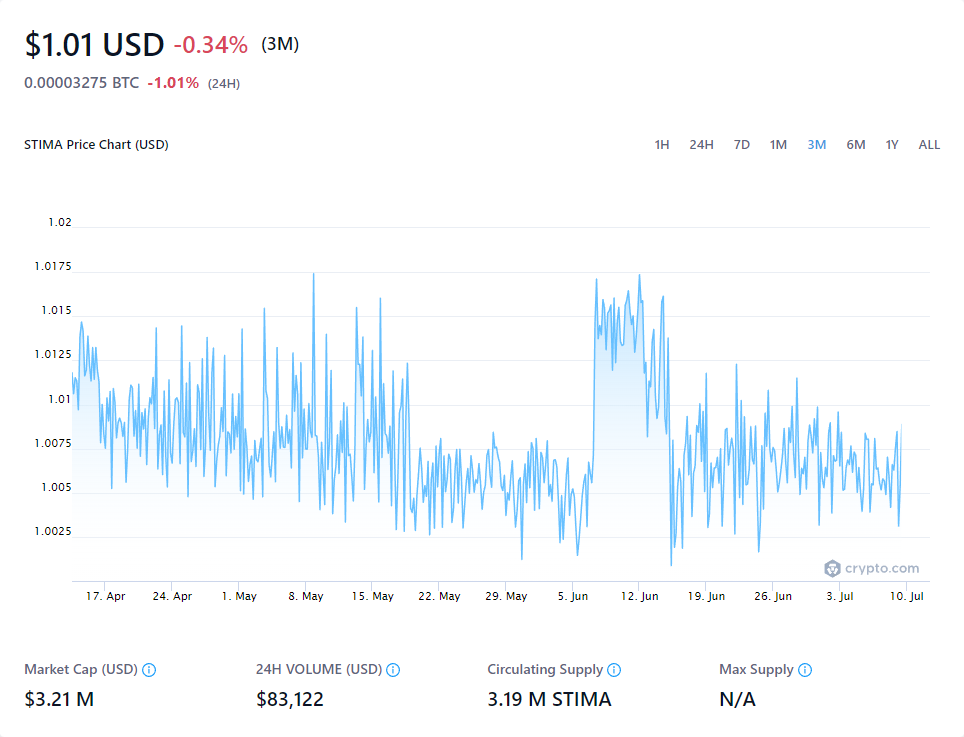 $1.01 USD -0.34% (3M)
0.00003275 BTC -1.01% (24H)
STIMA Price Chart (USD) 1H 24H 7D 1M 3M 6M 1Y ALL
1.02
1.0175
1.015
1.0125
1.01
1.0075
1.005
1.0025
crypto.com
17. Apr 24. Apr 1. May 8. May 15. May 22. May 29. May 5. Jun 12. Jun 19. Jun 26. Jun 3. Jul 10. Jul
Market Cap (USD) 24H VOLUME (USD) Circulating Supply Max Supply
$3.21 M $83,122 3.19 M STIMA N/A